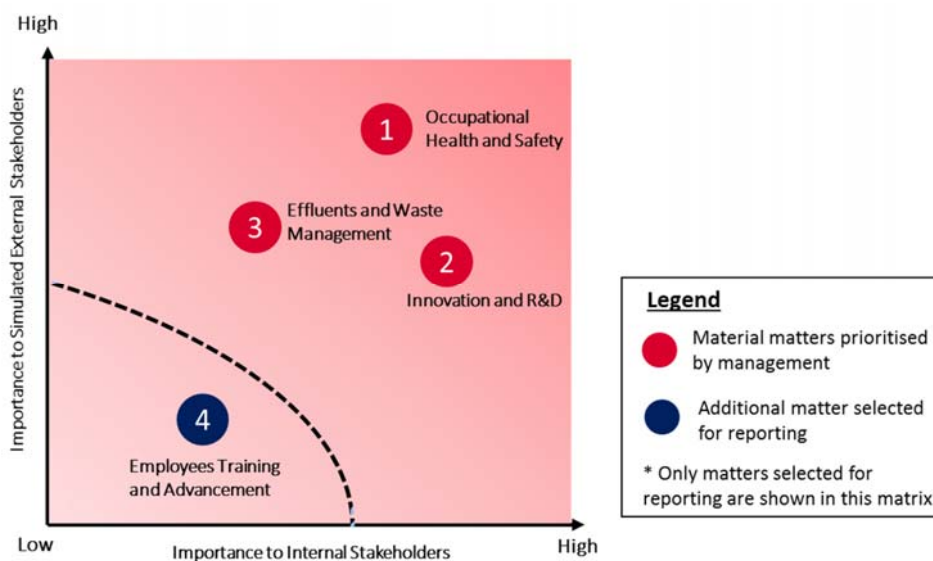 High
Importance to Simulated External Stakeholders
1
Occupational
Health and Safety
3
Effluents and Waste
Management
2
Innovation and R&D
4
Employees Training
and Advancement
Low
Importance to Internal Stakeholders
High
Legend
Material matters prioritised
by management
Additional matter selected
for reporting
* Only matters selected for
reporting are shown in this matrix